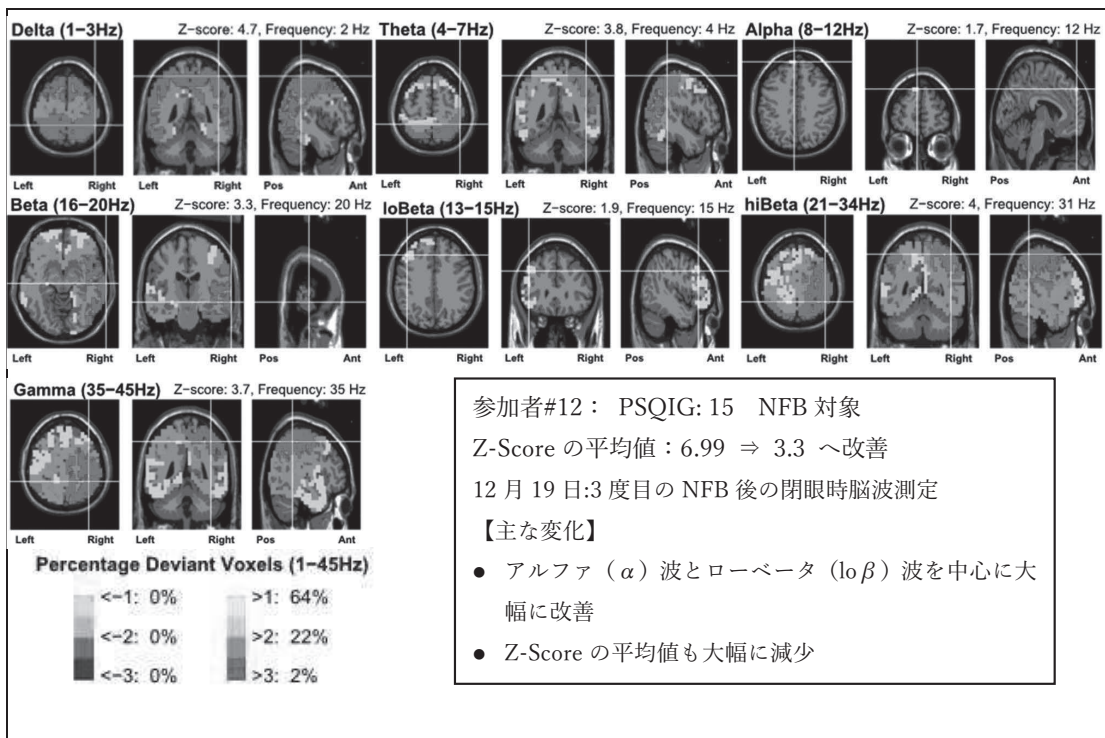 Delta (1−3Hz) Z−score: 4.7, Frequency: 2 Hz
Theta (4−7Hz) Z−score: 3.8, Frequency: 4 Hz
Alpha (8−12Hz) Z−score: 1.7, Frequency: 12 Hz
Left Right Left Right Pos Ant
Left Right Left Right Pos Ant
Left Right Left Right Pos Ant
Beta (16−20Hz) Z−score: 3.3, Frequency: 20 Hz
loBeta (13−15Hz) Z−score: 1.9, Frequency: 15 Hz
hiBeta (21−34Hz) Z−score: 4, Frequency: 31 Hz
Left Right Left Right Pos Ant
Left Right Left Right Pos Ant
Left Right Left Right Pos Ant
Gamma (35−45Hz) Z−score: 3.7, Frequency: 35 Hz
Left Right Left Right Pos Ant
Percentage Deviant Voxels (1−45Hz)
<−1: 0% >1: 64%
<−2: 0% >2: 22%
<−3: 0% >3: 2%
参加者#12： PSQIG: 15 NFB 対象
Z-Score の平均値：6.99 ⇒ 3.3 へ改善
12 月 19 日:3 度目の NFB 後の閉眼時脳波測定
【主な変化】
● アルファ（α）波とローベータ（loβ）波を中心に大
幅に改善
● Z-Score の平均値も大幅に減少